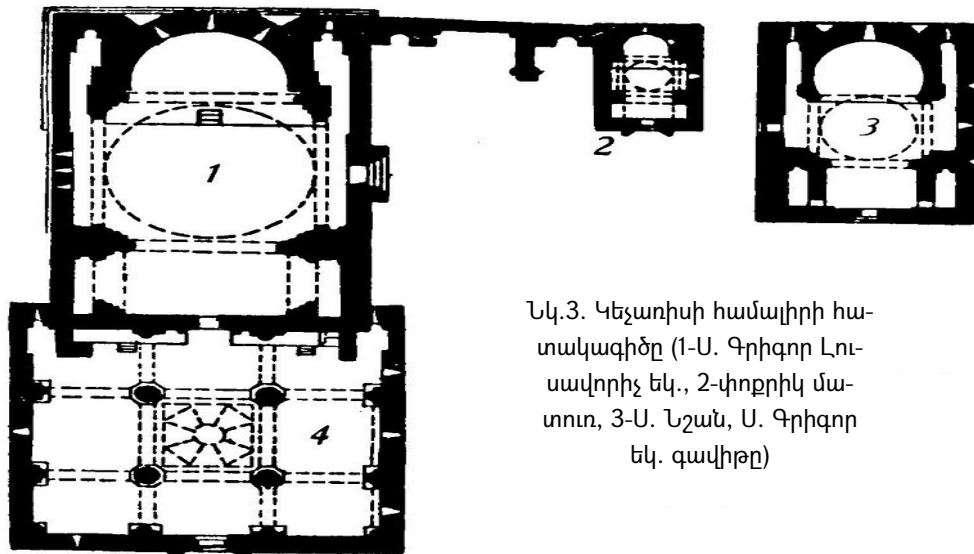 1
2
3
4
Նկ.3. Կեչառիսի համալիրի հա-
տակագիծը (1-Ս. Գրիգոր Լու-
սավորիչ եկ., 2-փոքրիկ մա-
տուռ, 3-Ս. Նշան, Ս. Գրիգոր
եկ. գավիթը)